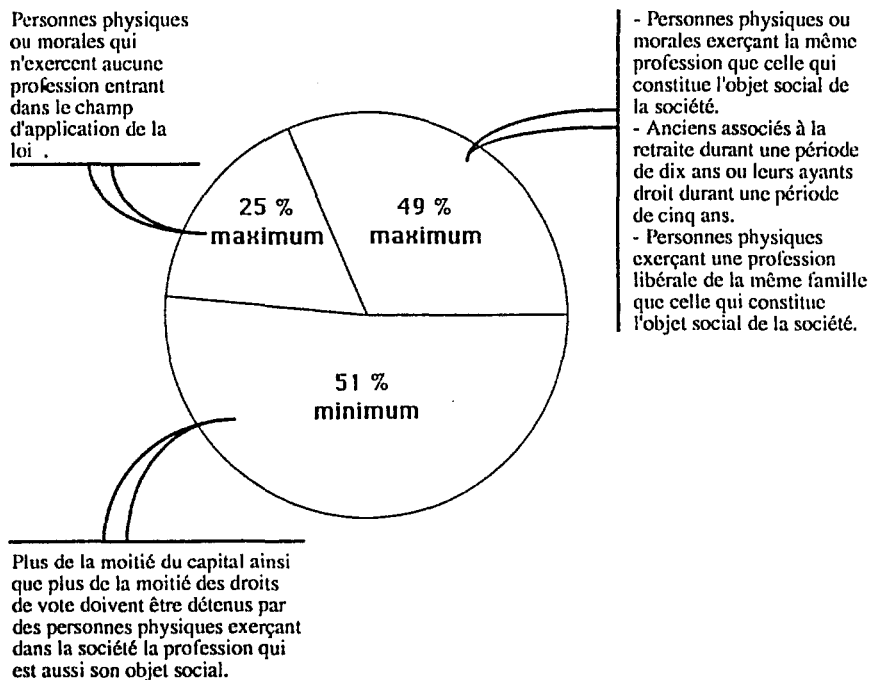 Personnes physiques
ou morales qui
n'exercent aucune
profession entrant
dans le champ
d'application de la
loi .
- Personnes physiques ou
morales exerçant la même
profession que celle qui
constitue l'objet social de
la société.
- Anciens associés à la
retraite durant une période
de dix ans ou leurs ayants
droit durant une période
de cinq ans.
- Personnes physiques
exerçant une profession
libérale de la même famille
que celle qui constitue
l'objet social de la société.
25 %
maximum
49 %
maximum
51 %
minimum
Plus de la moitié du capital ainsi
que plus de la moitié des droits
de vote doivent être détenus par
des personnes physiques exerçant
dans la société la profession qui
est aussi son objet social.